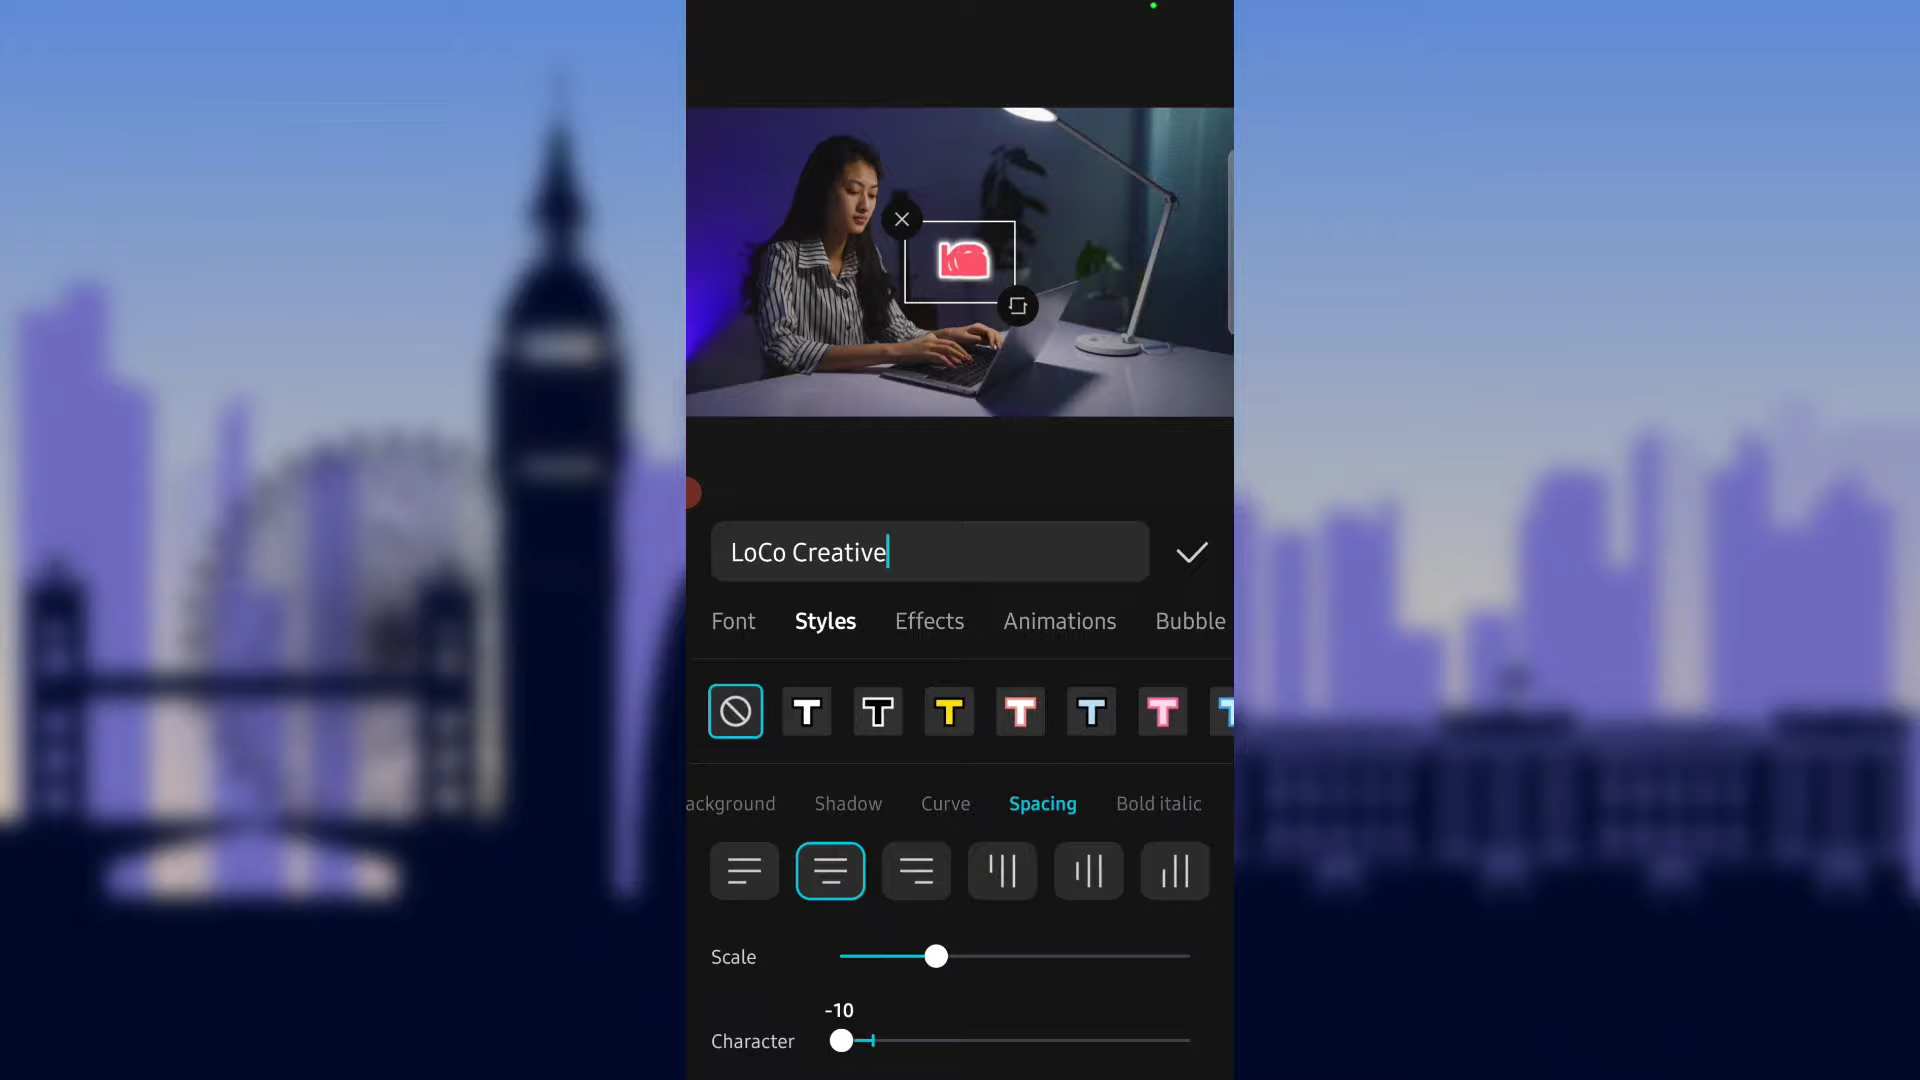 LoCo Creative
Font Styles Effects Animations Bubble
T T T T T T T
ackground Shadow Curve Spacing Bold italic
Scale
-10
Character